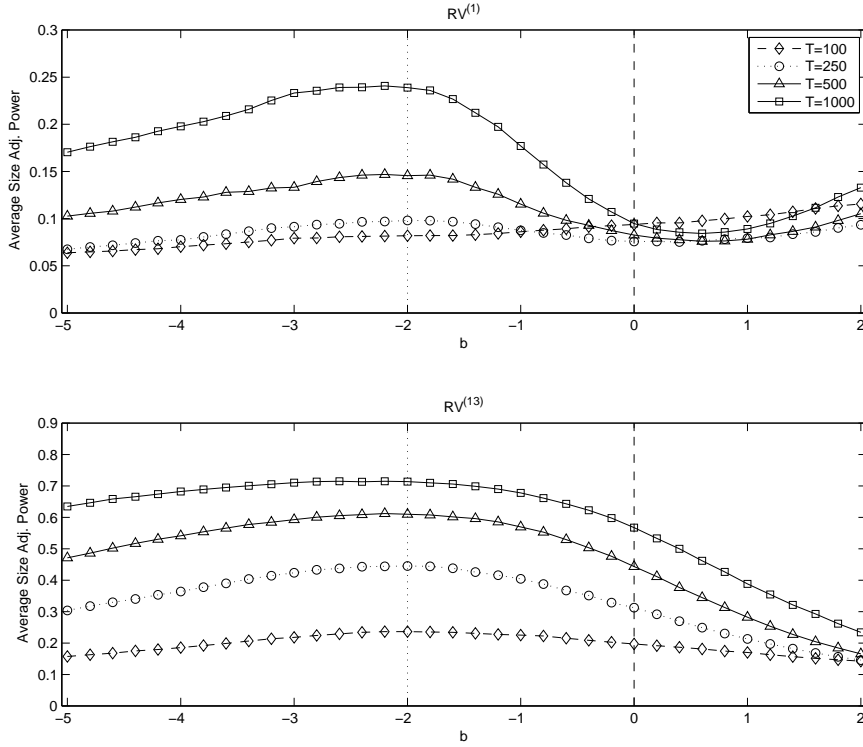 RV(1)
0.3
0.25
0.2
0.15
0.1
0.05
0
Average Size Adj. Power
T=100
T=250
T=500
T=1000
−5 −4 −3 −2 −1 0 1 2
b
RV(13)
0.9
0.8
0.7
0.6
0.5
0.4
0.3
0.2
0.1
0
Average Size Adj. Power
−5 −4 −3 −2 −1 0 1 2
b